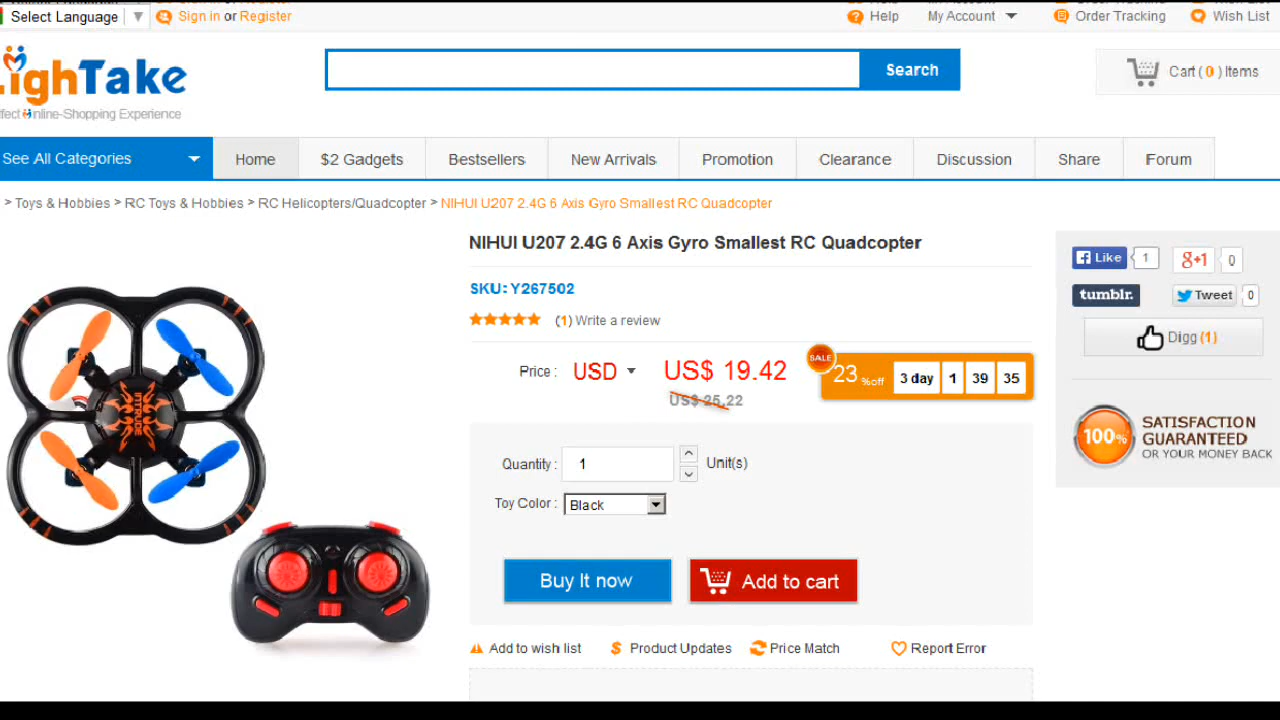 Select Language
Sign in or Register
Help
My Account
Order Tracking
Wish List
LighTake
Search
Cart ( 0 ) Items
See All Categories
Home
$2 Gadgets
Bestsellers
New Arrivals
Promotion
Clearance
Discussion
Share
Forum
> Toys & Hobbies > RC Toys & Hobbies > RC Helicopters/Quadcopter > NIHUI U207 2.4G 6 Axis Gyro Smallest RC Quadcopter
NIHUI U207 2.4G 6 Axis Gyro Smallest RC Quadcopter
SKU: Y267502
(1) Write a review
Price :
USD
US$ 19.42
US$ 25.22
SALE
23 %off
3 day
1
39
35
Quantity :
1
Unit(s)
Toy Color :
Black
Buy It now
Add to cart
Add to wish list
Product Updates
Price Match
Report Error
Like
1
g+1
0
tumblr.
Tweet
0
Digg (1)
100%
SATISFACTION
GUARANTEED
OR YOUR MONEY BACK
fect Online-Shopping Experience
INTRUDE